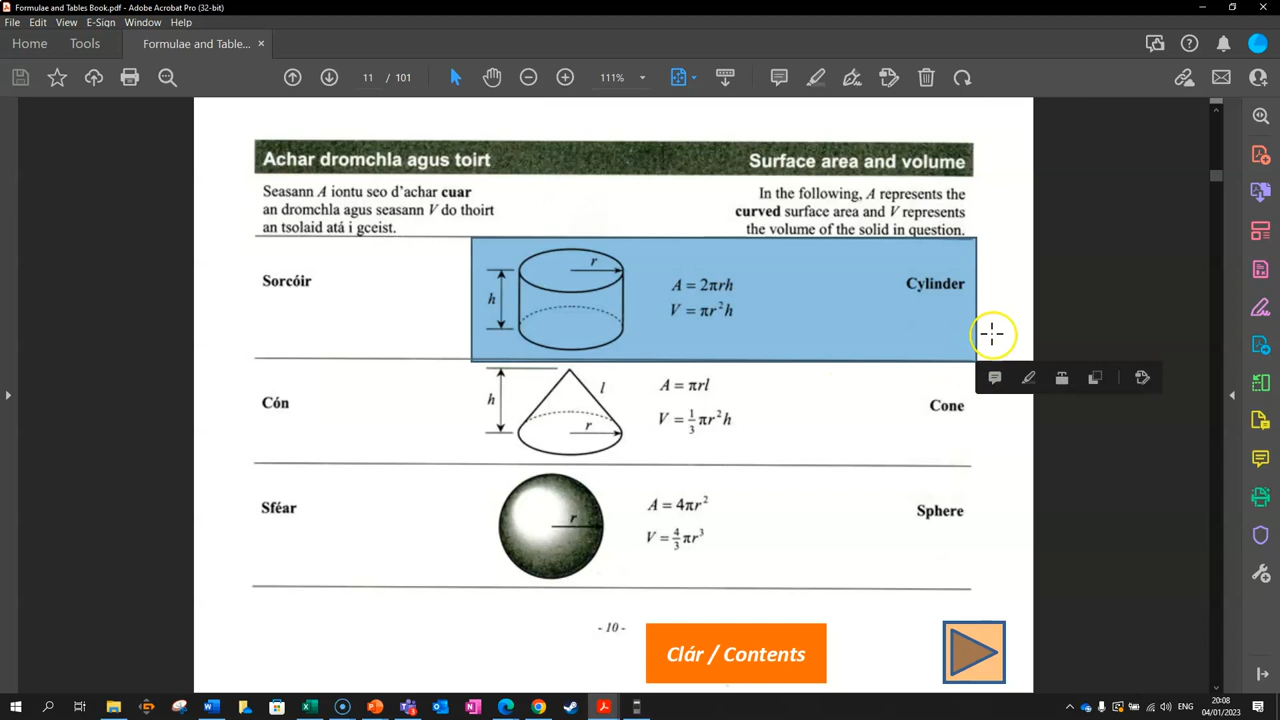 Formulae and Tables Book.pdf - Adobe Acrobat Pro (32-bit)
File Edit View E-Sign Window Help
Home Tools Formulae and Table... ×
11 / 101 111%
Achar dromchla agus toirt Surface area and volume
Seasann A iontu seo d'achar cuar
an dromchla agus seasann V do thoirt
an tsolaid atá i gceist.
In the following, A represents the
curved surface area and V represents
the volume of the solid in question.
Sorcóir
r
h
A = 2πrh
V = πr²h
Cylinder
Cón
h
l
r
A = πrl
V = 1/3 πr²h
Cone
Sféar
r
A = 4πr²
V = 4/3 πr³
Sphere
- 10 -
Clár / Contents
ENG
20:08
04/01/2023